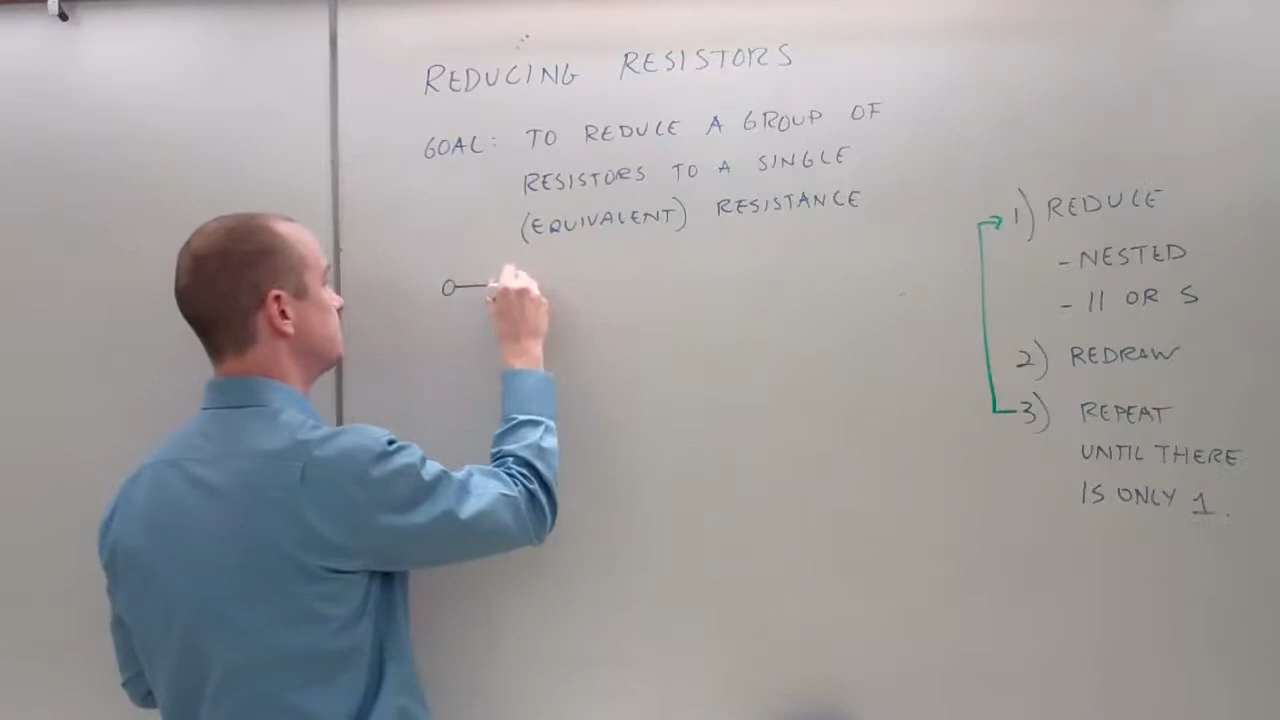 REDUCING RESISTORS
GOAL: TO REDUCE A GROUP OF
RESISTORS TO A SINGLE
(EQUIVALENT) RESISTANCE
1) REDUCE
- NESTED
- || OR S
2) REDRAW
3) REPEAT
UNTIL THERE
IS ONLY 1.